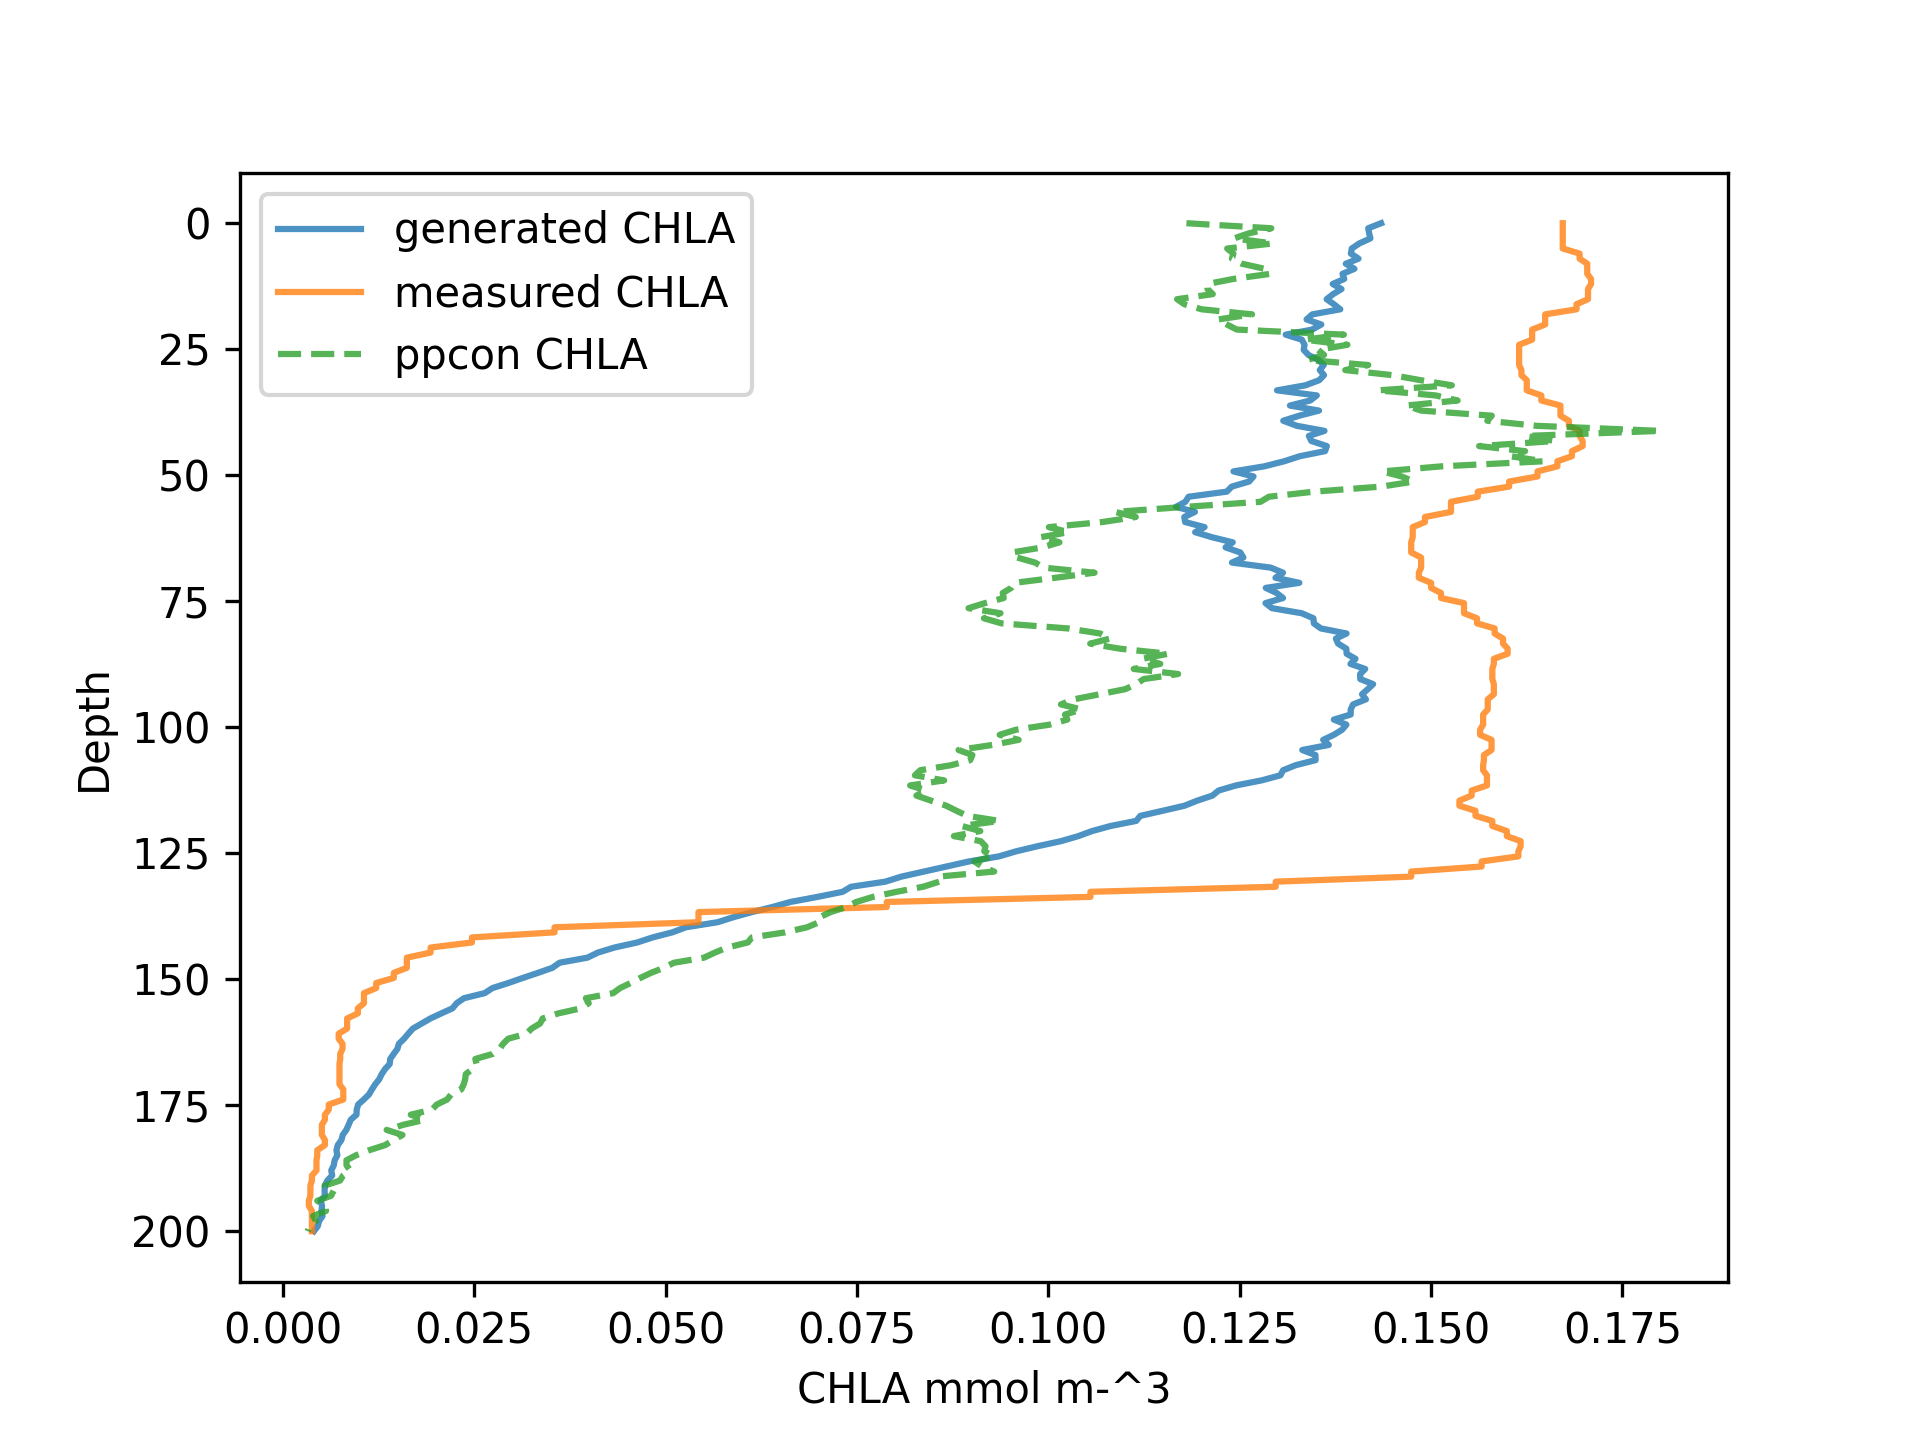 generated CHLA
measured CHLA
ppcon CHLA
0
25
50
75
100
125
150
175
200
Depth
0.000 0.025 0.050 0.075 0.100 0.125 0.150 0.175
CHLA mmol m-^3